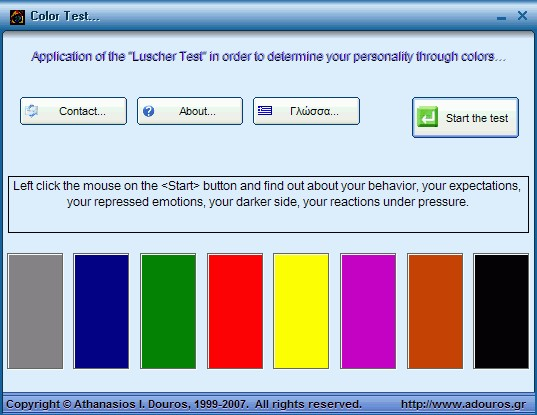 Color Test...
Application of the "Luscher Test" in order to determine your personality through colors...
Contact...
About...
Γλώσσα...
Start the test
Left click the mouse on the <Start> button and find out about your behavior, your expectations,
your repressed emotions, your darker side, your reactions under pressure.
Copyright © Athanasios I. Douros, 1999-2007. All rights reserved.
http://www.adouros.gr